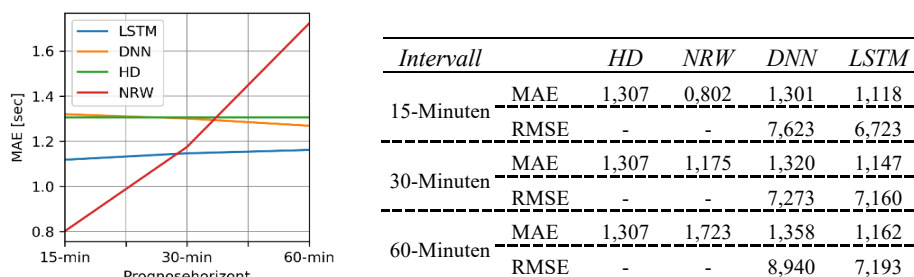 MAE [sec]
1.6
1.4
1.2
1.0
0.8
LSTM
DNN
HD
NRW
15-min 30-min 60-min
Prognosehorizont
Intervall HD NRW DNN LSTM
15-Minuten MAE 1,307 0,802 1,301 1,118
RMSE - - 7,623 6,723
30-Minuten MAE 1,307 1,175 1,320 1,147
RMSE - - 7,273 7,160
60-Minuten MAE 1,307 1,723 1,358 1,162
RMSE - - 8,940 7,193